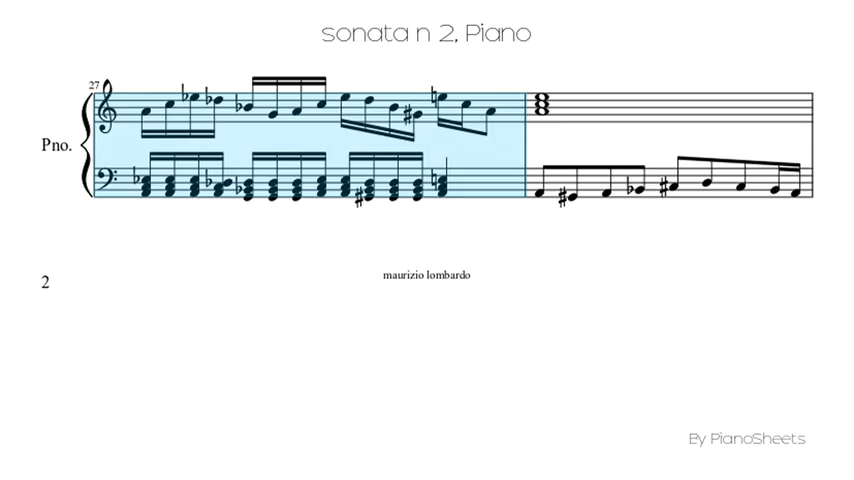 sonata n 2, Piano
27
Pno.
2
maurizio lombardo
By PianoSheets